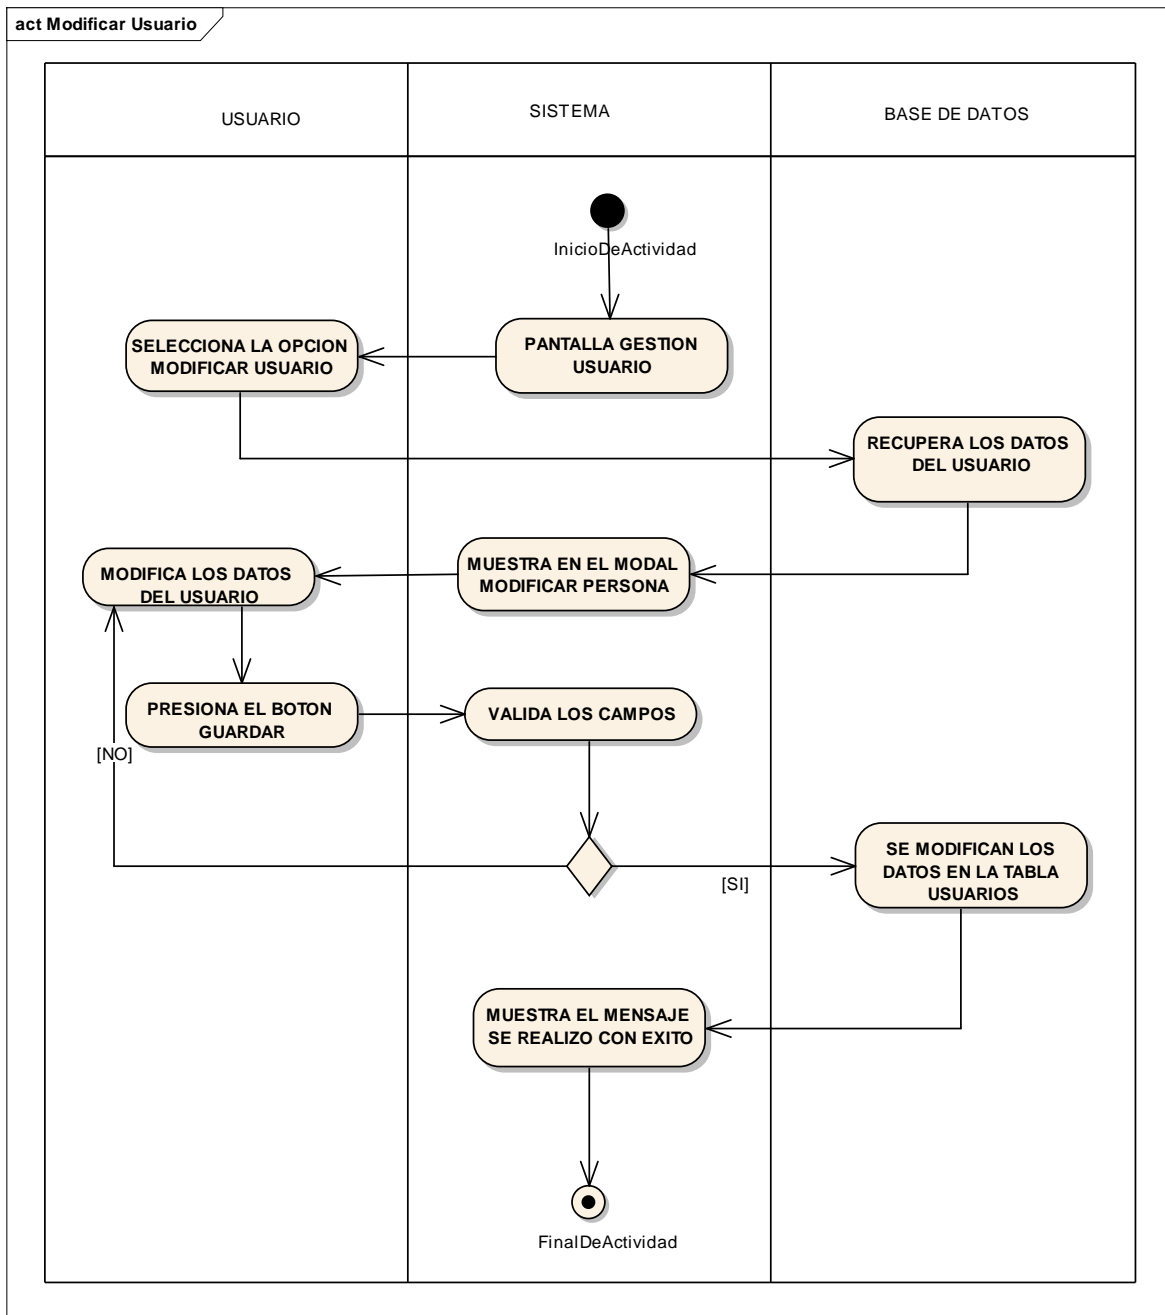 act Modificar Usuario
USUARIO
SISTEMA
BASE DE DATOS
InicioDeActividad
SELECCIONA LA OPCION
MODIFICAR USUARIO
PANTALLA GESTION
USUARIO
RECUPERA LOS DATOS
DEL USUARIO
MUESTRA EN EL MODAL
MODIFICAR PERSONA
MODIFICA LOS DATOS
DEL USUARIO
PRESIONA EL BOTON
GUARDAR
VALIDA LOS CAMPOS
[NO]
[SI]
SE MODIFICAN LOS
DATOS EN LA TABLA
USUARIOS
MUESTRA EL MENSAJE
SE REALIZO CON EXITO
FinalDeActividad